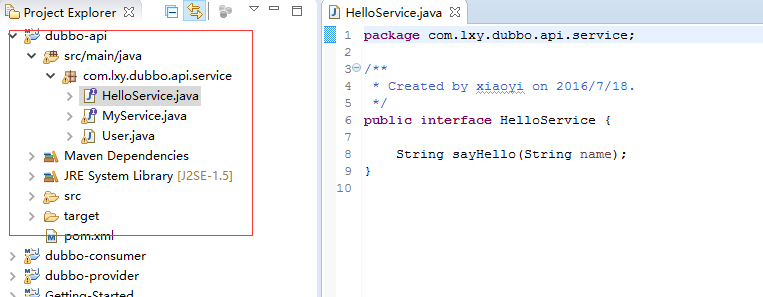 Project Explorer
dubbo-api
src/main/java
com.lxy.dubbo.api.service
HelloService.java
MyService.java
User.java
Maven Dependencies
JRE System Library [J2SE-1.5]
src
target
pom.xml
dubbo-consumer
dubbo-provider
Getting-Started
HelloService.java
1 package com.lxy.dubbo.api.service;
2
3 /**
4 * Created by xiaoyi on 2016/7/18.
5 */
6 public interface HelloService {
7
8 String sayHello(String name);
9 }
10